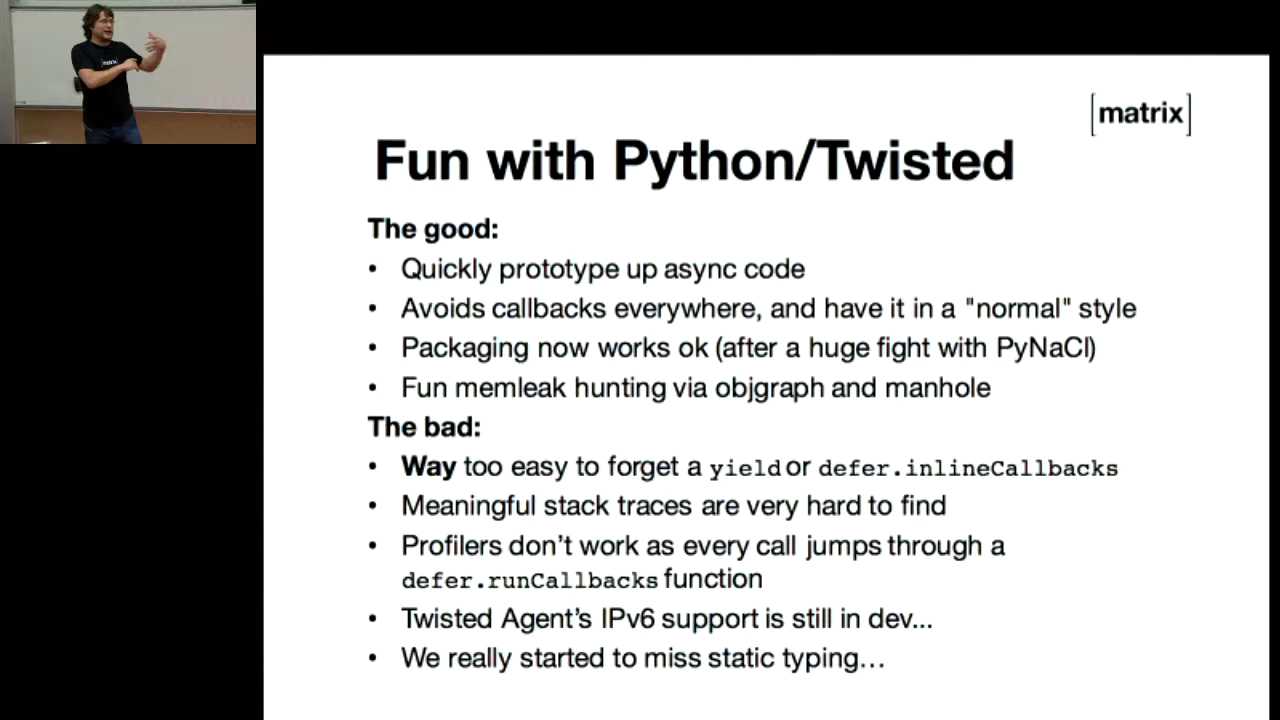 [matrix]
[matrix]
Fun with Python/Twisted
The good:
• Quickly prototype up async code
• Avoids callbacks everywhere, and have it in a "normal" style
• Packaging now works ok (after a huge fight with PyNaCl)
• Fun memleak hunting via objgraph and manhole
The bad:
• Way too easy to forget a yield or defer.inlineCallbacks
• Meaningful stack traces are very hard to find
• Profilers don’t work as every call jumps through a
defer.runCallbacks function
• Twisted Agent’s IPv6 support is still in dev...
• We really started to miss static typing…